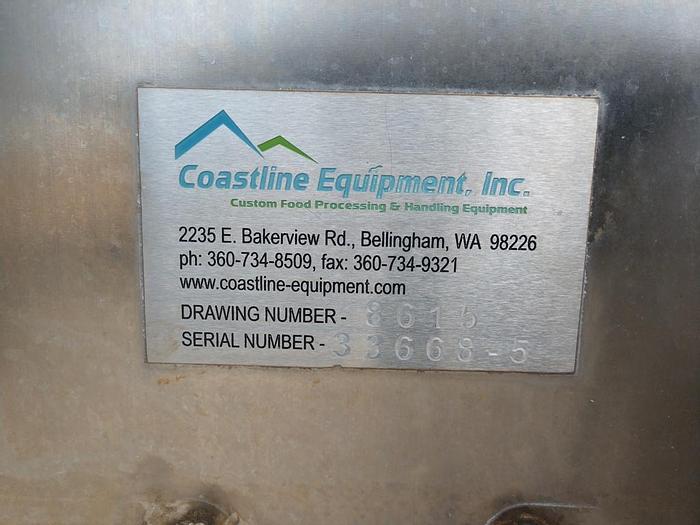 Coastline Equipment, Inc.
Custom Food Processing & Handling Equipment
2235 E. Bakerview Rd., Bellingham, WA 98226
ph: 360-734-8509, fax: 360-734-9321
www.coastline-equipment.com
DRAWING NUMBER - 8615
SERIAL NUMBER - 33668-5